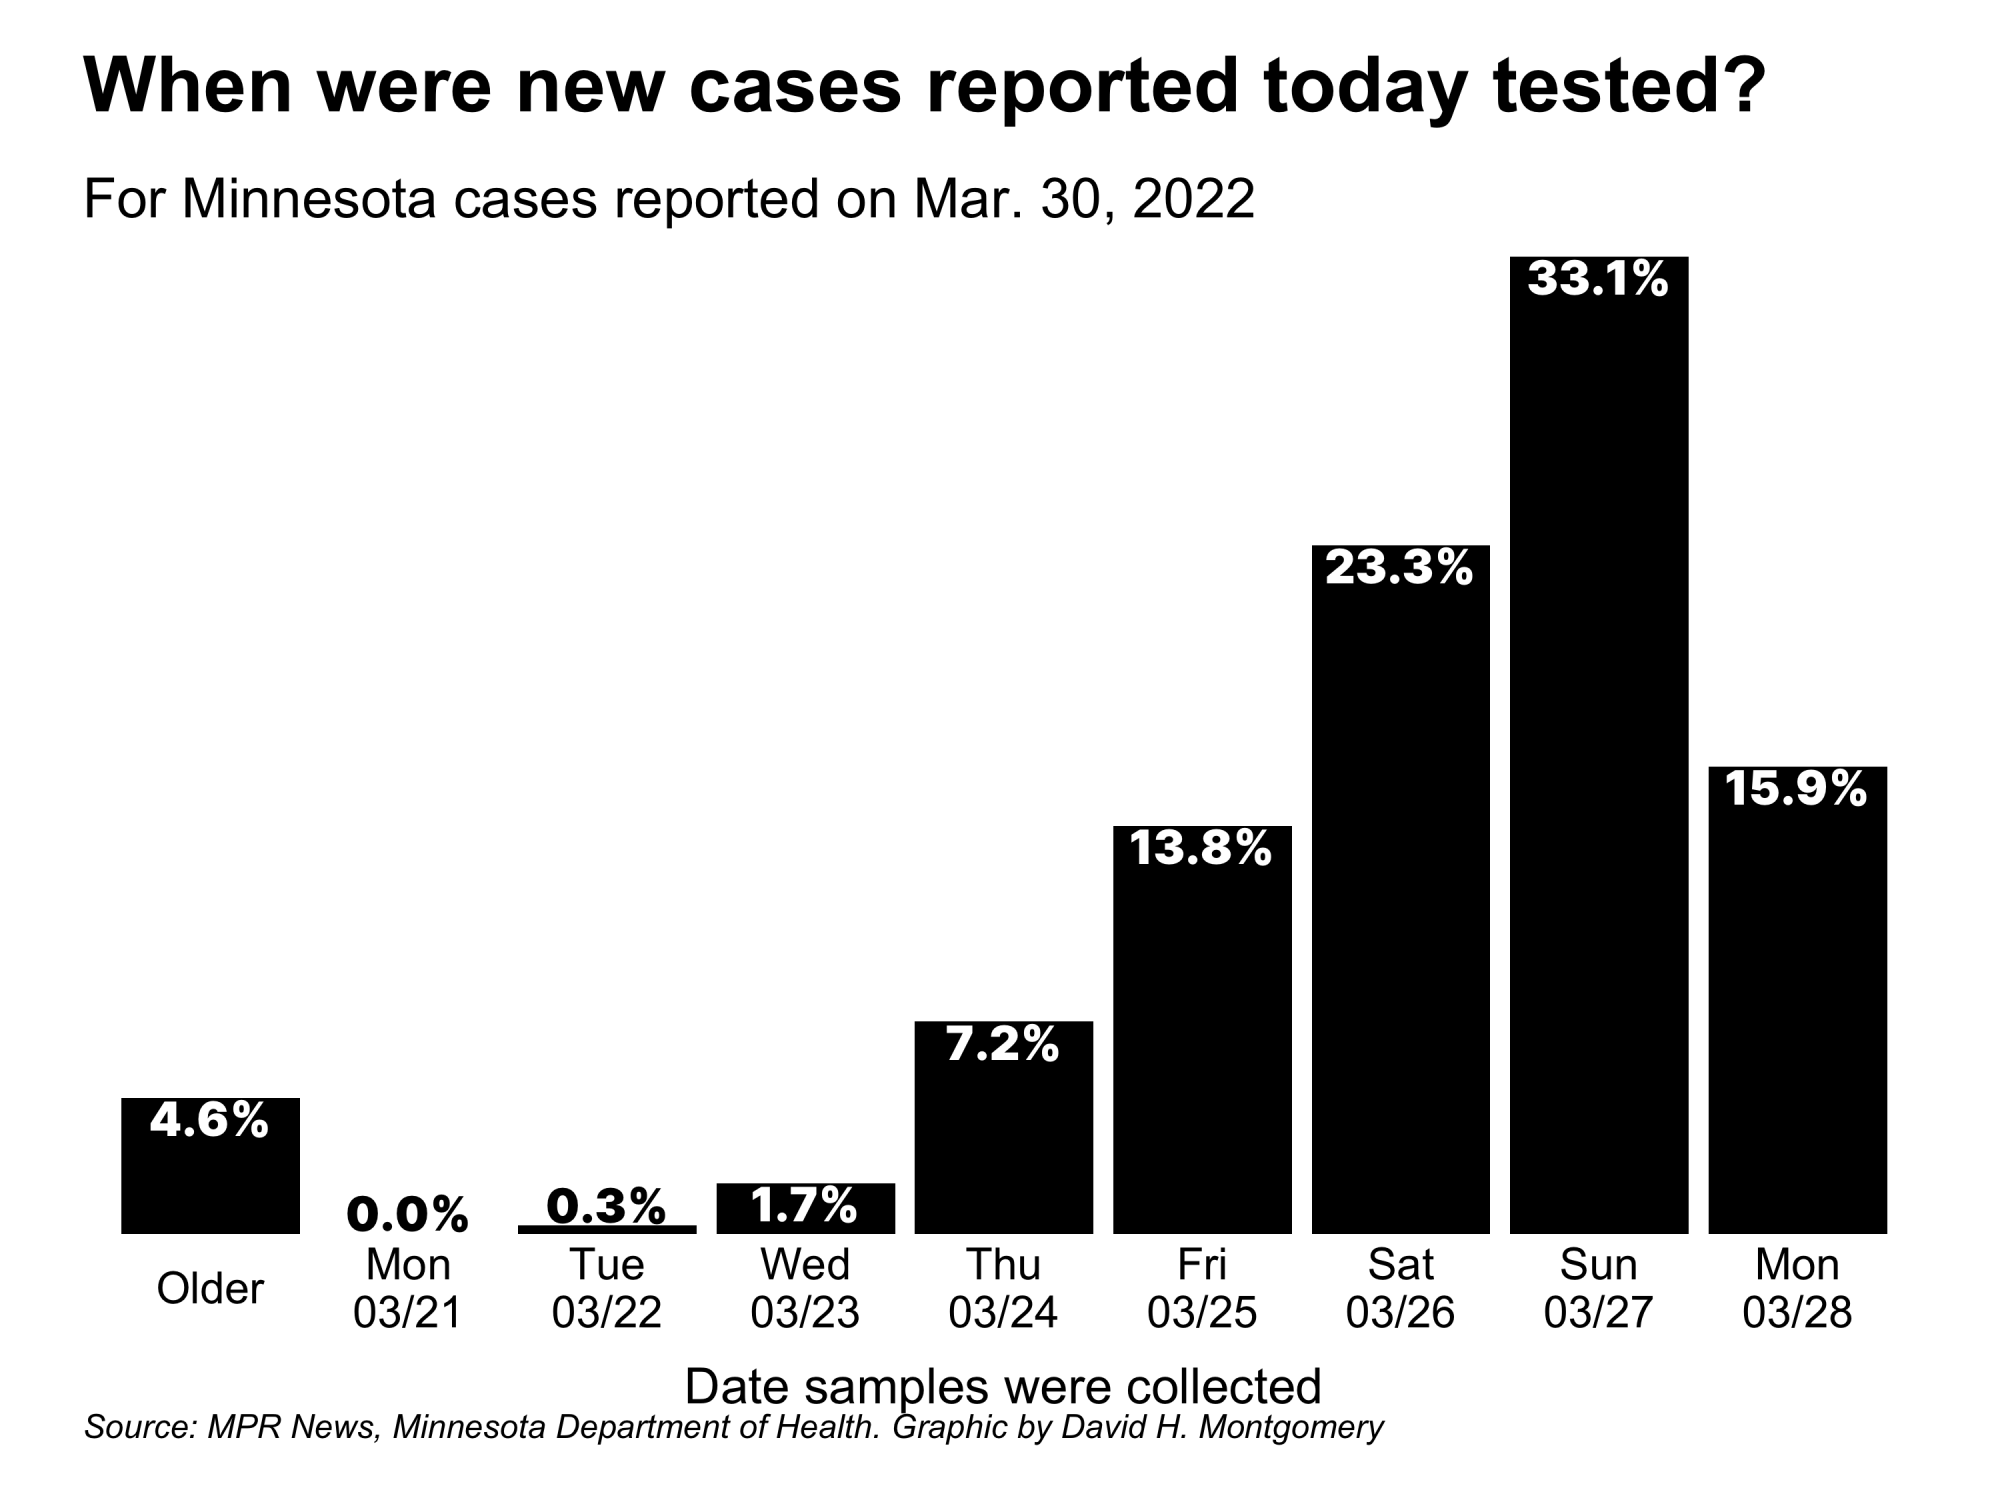 When were new cases reported today tested?
For Minnesota cases reported on Mar. 30, 2022
33.1%
23.3%
15.9%
13.8%
7.2%
4.6%
1.7%
0.3%
0.0%
Older
Mon
03/21
Tue
03/22
Wed
03/23
Thu
03/24
Fri
03/25
Sat
03/26
Sun
03/27
Mon
03/28
Date samples were collected
Source: MPR News, Minnesota Department of Health. Graphic by David H. Montgomery